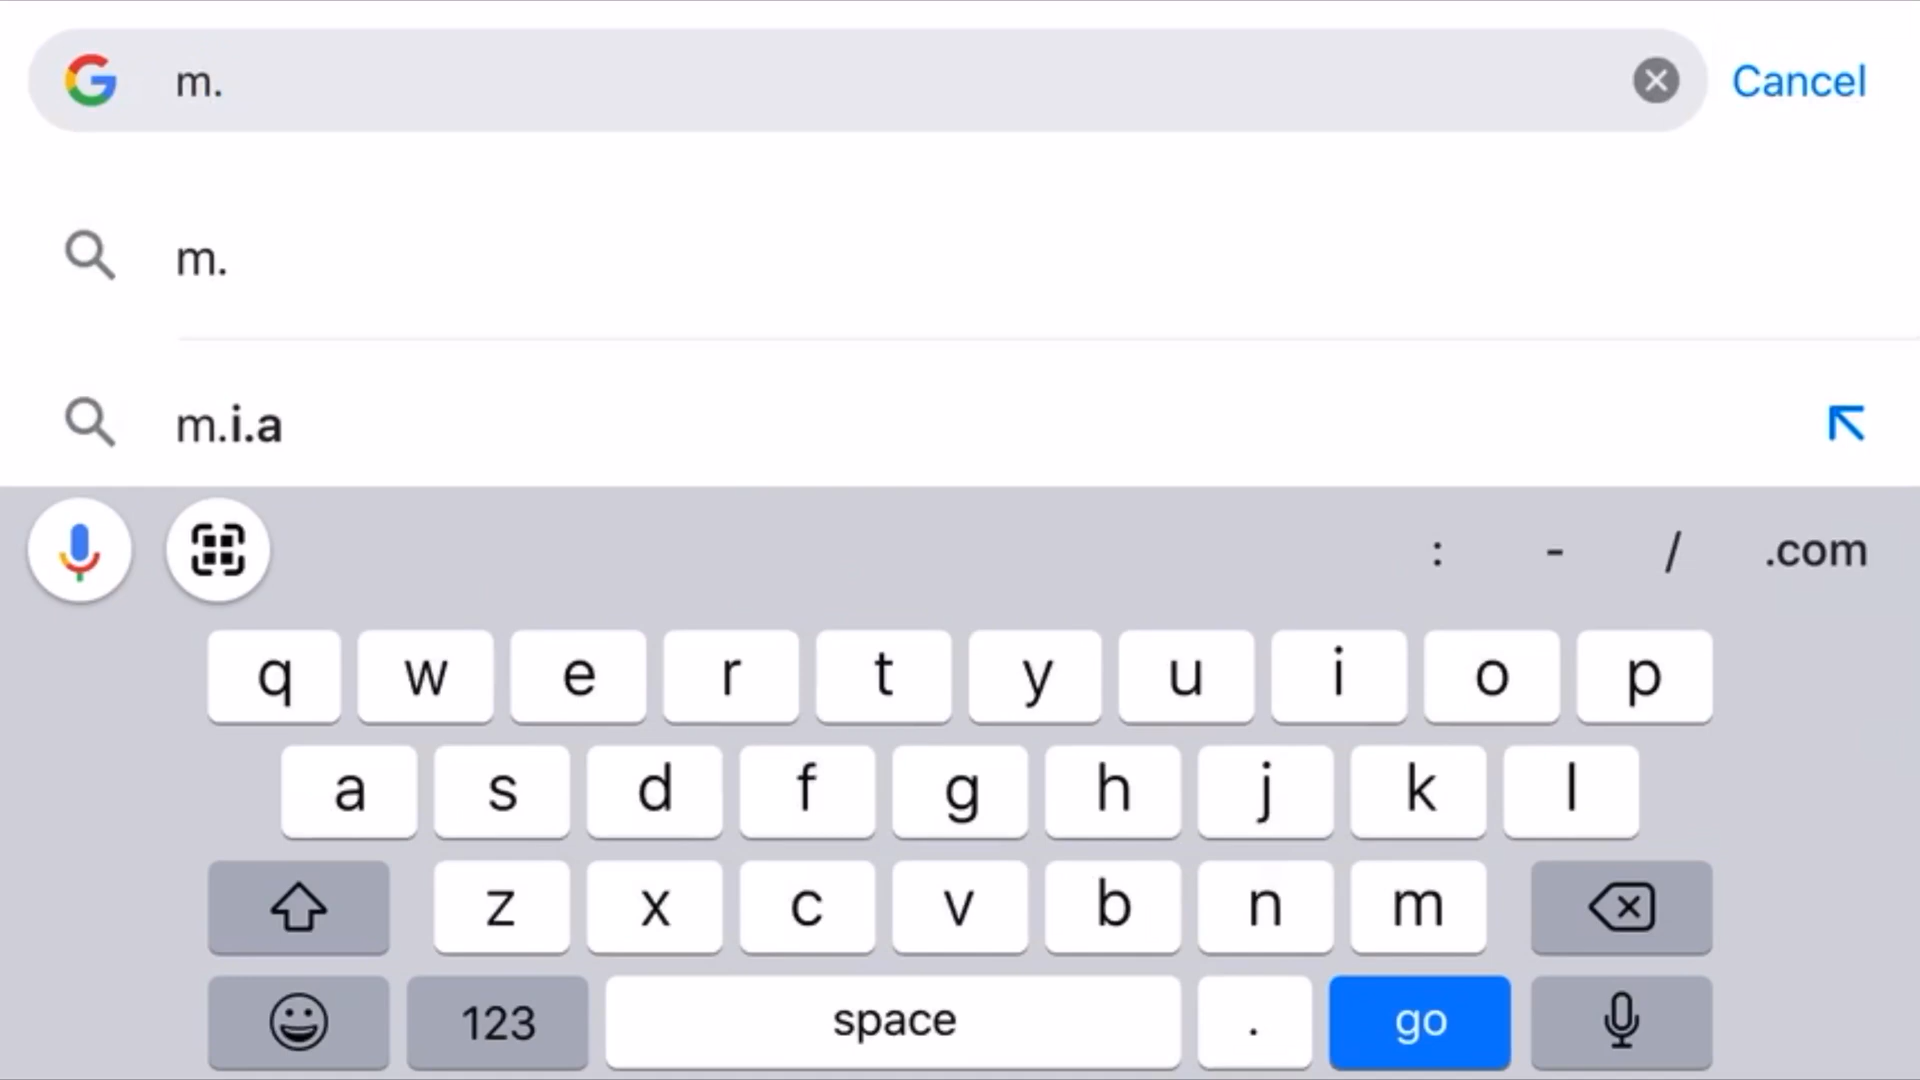 m.
Cancel
m.
m.i.a
: - / .com
q w e r t y u i o p
a s d f g h j k l
z x c v b n m
123 space . go